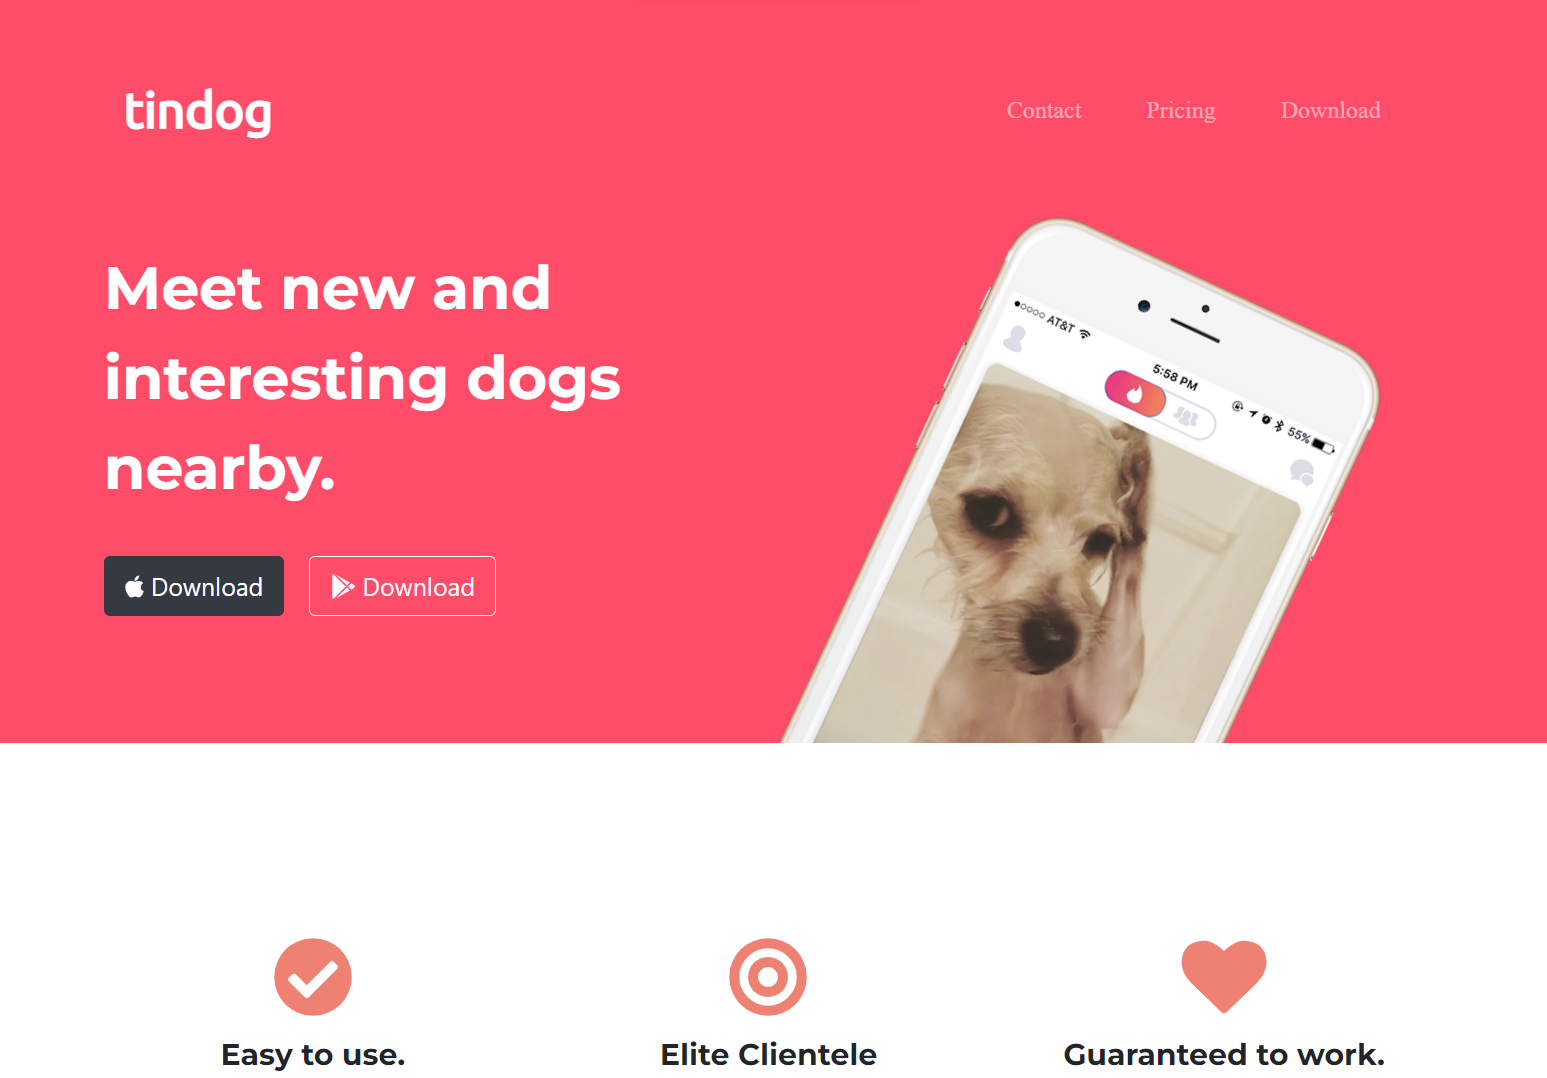 tindog
Contact
Pricing
Download
Meet new and
interesting dogs
nearby.
Download
Download
AT&T
5:58 PM
55%
Easy to use.
Elite Clientele
Guaranteed to work.